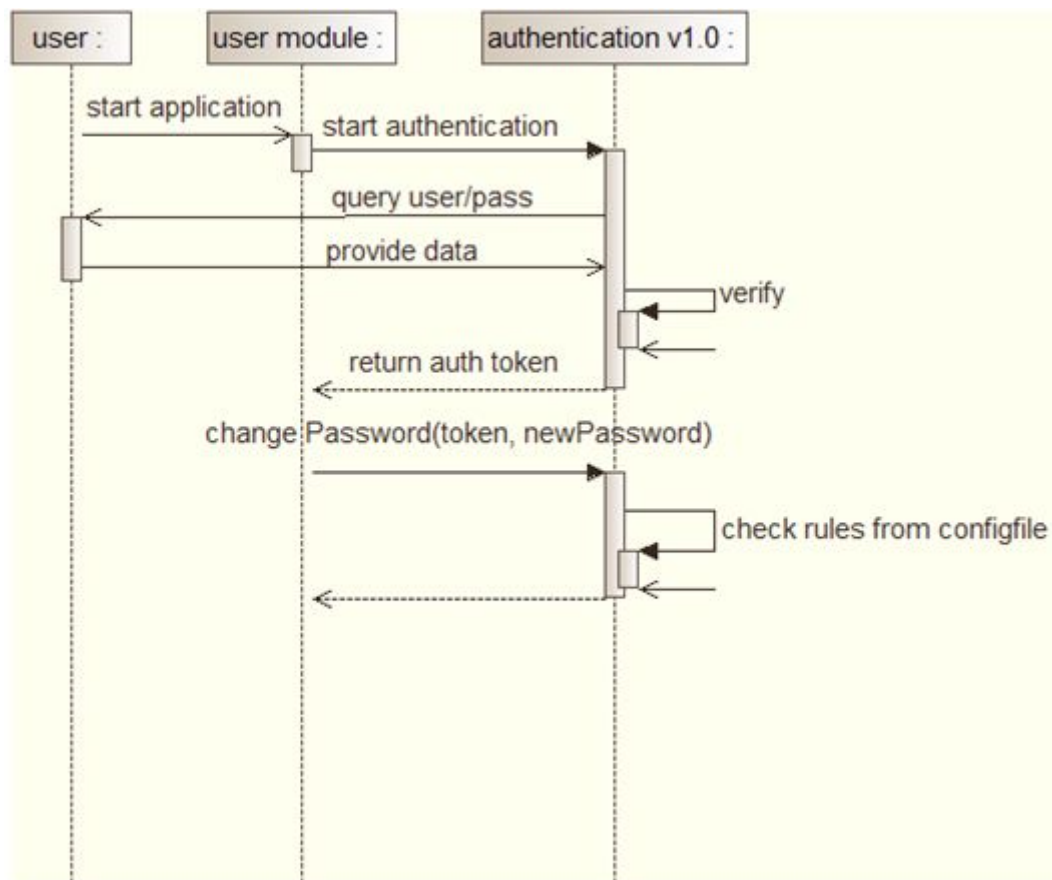 user :
user module :
authentication v1.0 :
start application
start authentication
query user/pass
provide data
verify
return auth token
change Password(token, newPassword)
check rules from configfile